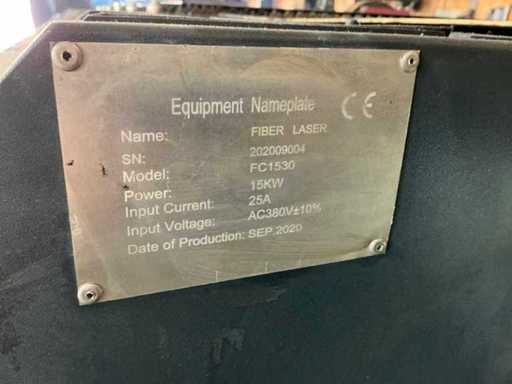 Equipment Nameplate CE
Name: FIBER LASER
SN: 202009004
Model: FC1530
Power: 15KW
Input Current: 25A
Input Voltage: AC380V±10%
Date of Production: SEP.2020